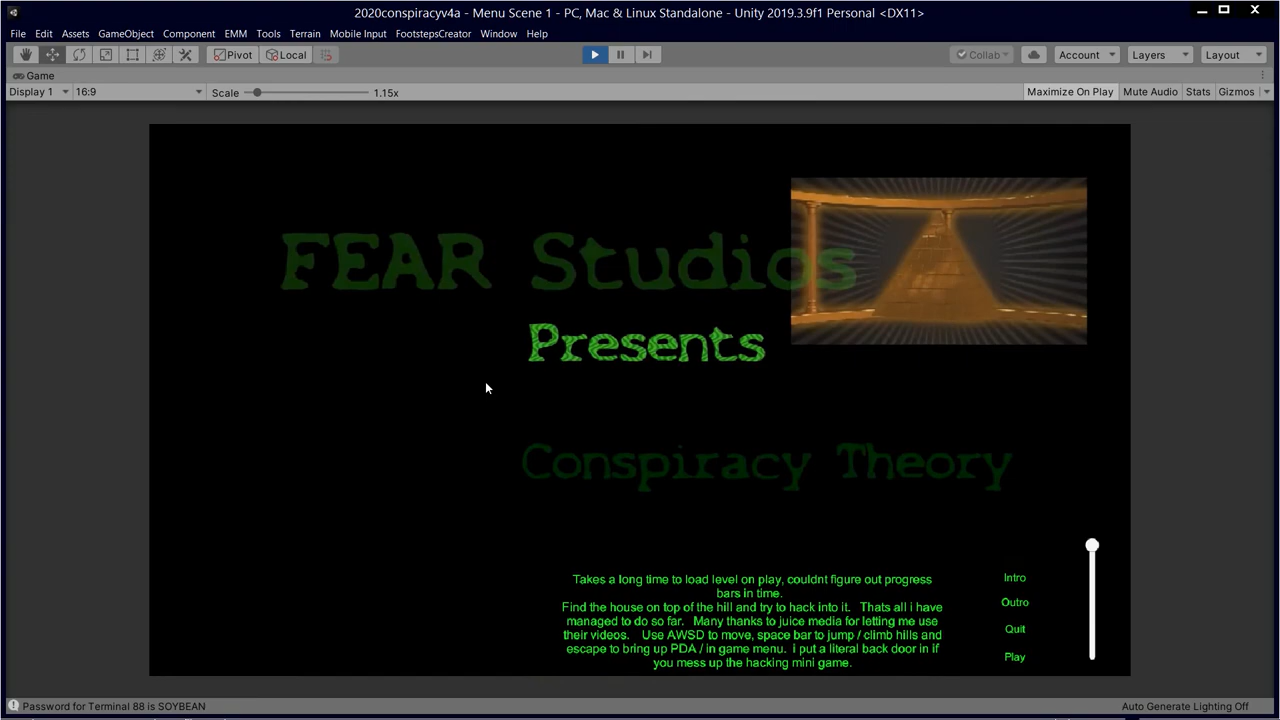 2020conspiracyv4a - Menu Scene 1 - PC, Mac & Linux Standalone - Unity 2019.3.9f1 Personal <DX11>
File Edit Assets GameObject Component EMM Tools Terrain Mobile Input FootstepsCreator Window Help
Pivot Local Collab Account Layers Layout
Game
Display 1 16:9 Scale 1.15x Maximize On Play Mute Audio Stats Gizmos
FEAR Studios
Presents
Conspiracy Theory
Takes a long time to load level on play, couldnt figure out progress
bars in time.
Find the house on top of the hill and try to hack into it. Thats all i have
managed to do so far. Many thanks to juice media for letting me use
their videos. Use AWSD to move, space bar to jump / climb hills and
escape to bring up PDA / in game menu. i put a literal back door in if
you mess up the hacking mini game.
Intro
Outro
Quit
Play
Password for Terminal 88 is SOYBEAN Auto Generate Lighting Off